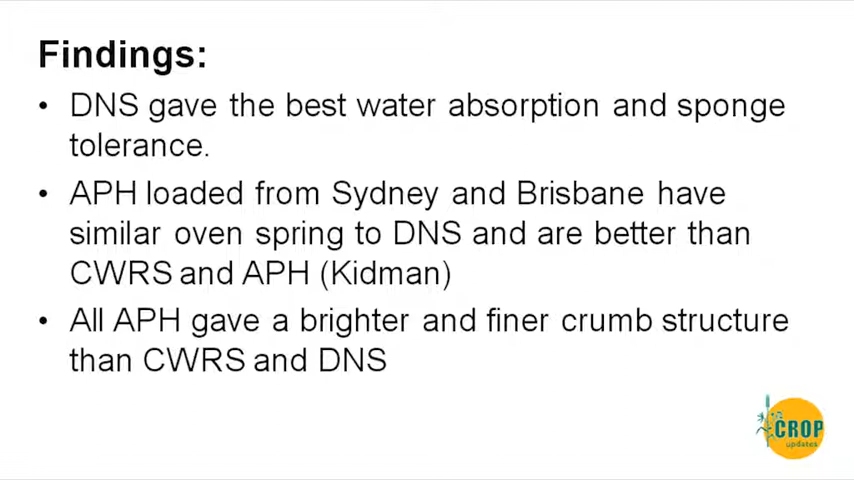 Findings:
• DNS gave the best water absorption and sponge
tolerance.
• APH loaded from Sydney and Brisbane have
similar oven spring to DNS and are better than
CWRS and APH (Kidman)
• All APH gave a brighter and finer crumb structure
than CWRS and DNS
CROP
updates